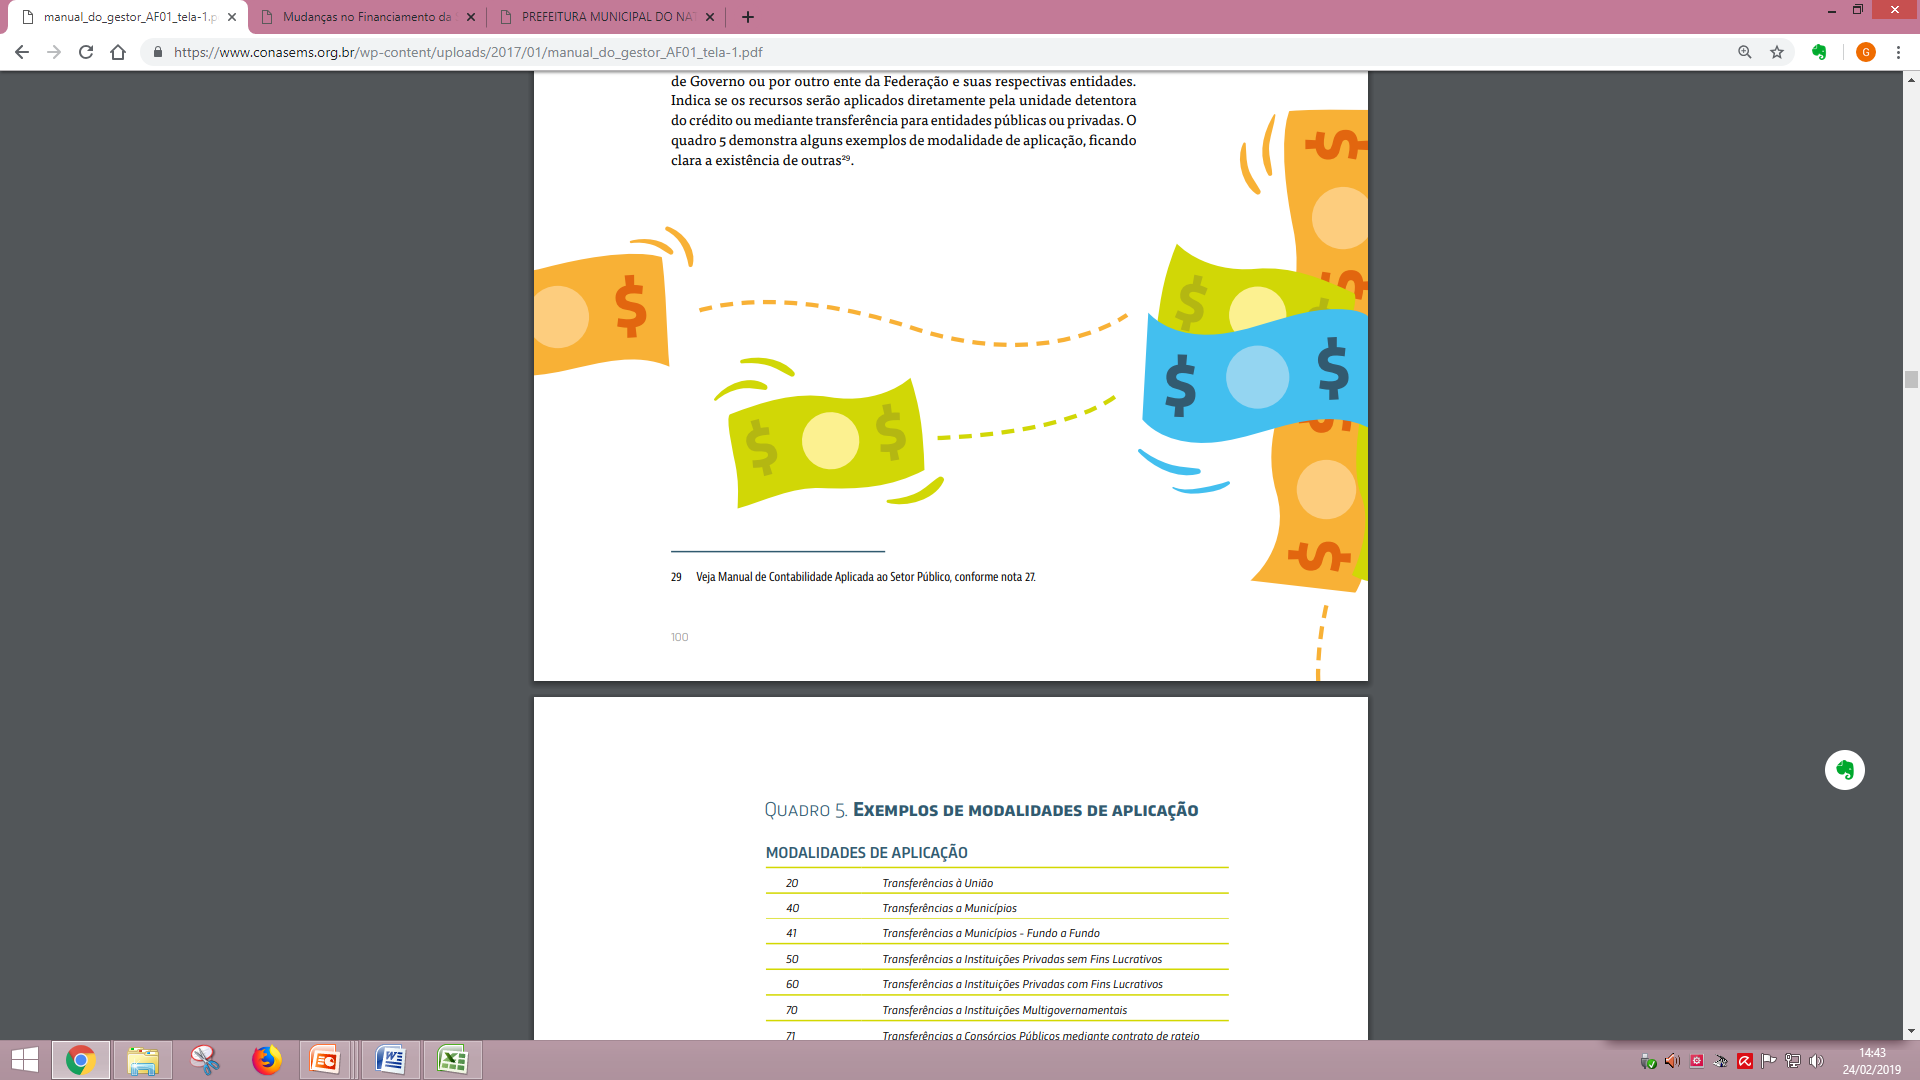 manual_do_gestor_AF01_tela-1.p
Mudanças no Financiamento da
PREFEITURA MUNICIPAL DO NAT
https://www.conasems.org.br/wp-content/uploads/2017/01/manual_do_gestor_AF01_tela-1.pdf
G
de Governo ou por outro ente da Federação e suas respectivas entidades.
Indica se os recursos serão aplicados diretamente pela unidade detentora
do crédito ou mediante transferência para entidades públicas ou privadas. O
quadro 5 demonstra alguns exemplos de modalidade de aplicação, ficando
clara a existência de outras²⁹.
$
$
$
$
$
$
$
$
$
$
$
29 Veja Manual de Contabilidade Aplicada ao Setor Público, conforme nota 27.
100
Quadro 5. Exemplos de modalidades de aplicação
MODALIDADES DE APLICAÇÃO
20 Transferências à União
40 Transferências a Municípios
41 Transferências a Municípios - Fundo a Fundo
50 Transferências a Instituições Privadas sem Fins Lucrativos
60 Transferências a Instituições Privadas com Fins Lucrativos
70 Transferências a Instituições Multigovernamentais
71 Transferências a Consórcios Públicos mediante contrato de rateio
14:43
24/02/2019